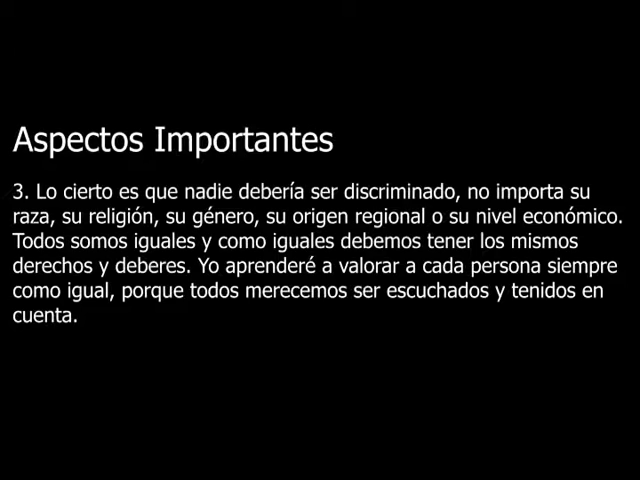 Aspectos Importantes
3. Lo cierto es que nadie debería ser discriminado, no importa su
raza, su religión, su género, su origen regional o su nivel económico.
Todos somos iguales y como iguales debemos tener los mismos
derechos y deberes. Yo aprenderé a valorar a cada persona siempre
como igual, porque todos merecemos ser escuchados y tenidos en
cuenta.